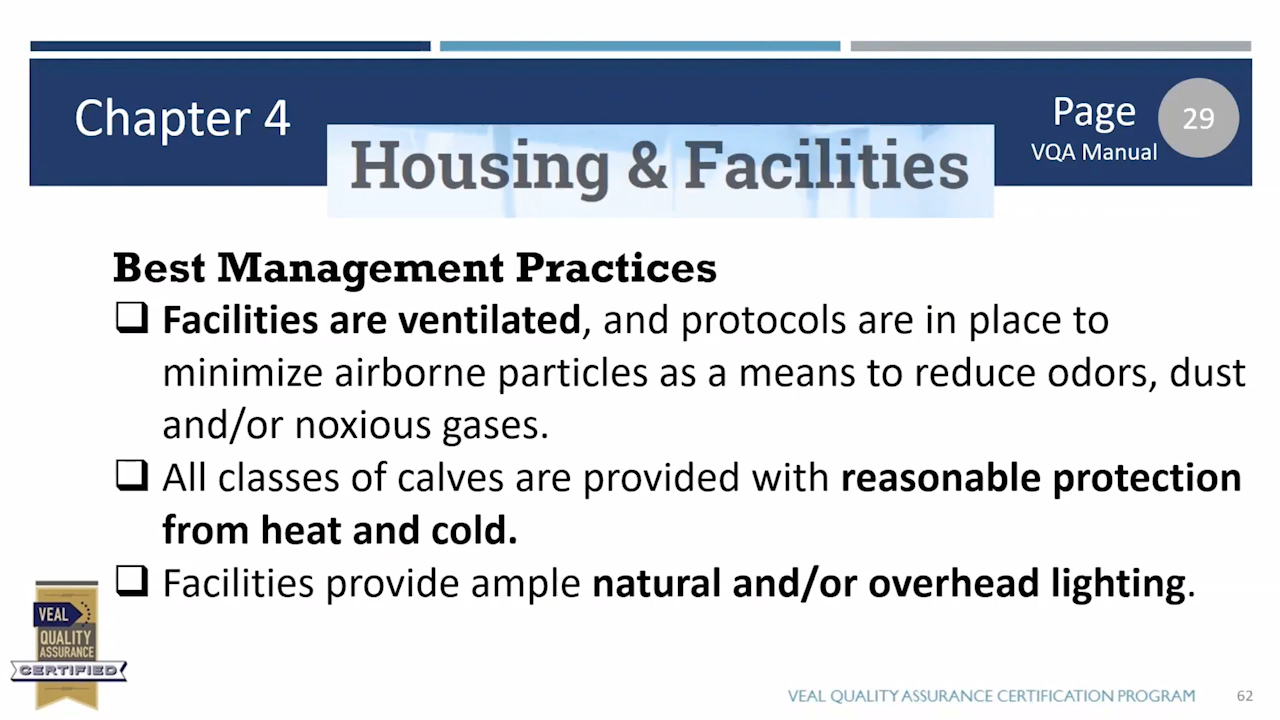 Chapter 4
Housing & Facilities
Page
VQA Manual
29
Best Management Practices
❑ Facilities are ventilated, and protocols are in place to
minimize airborne particles as a means to reduce odors, dust
and/or noxious gases.
❑ All classes of calves are provided with reasonable protection
from heat and cold.
❑ Facilities provide ample natural and/or overhead lighting.
VEAL
QUALITY
ASSURANCE
CERTIFIED
VEAL QUALITY ASSURANCE CERTIFICATION PROGRAM
62